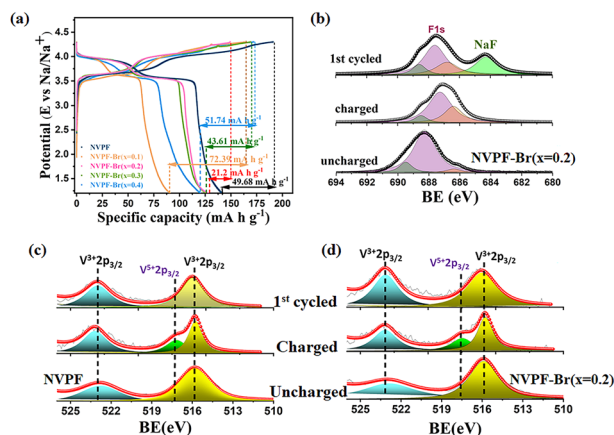 (a)
Potential (E vs Na/Na+)
4.5
4.0
3.5
3.0
2.5
2.0
1.5
51.74 mA h g-1
43.61 mA h g-1
72.39 mA h g-1
21.2 mA h g-1
49.68 mA h g-1
NVPF
NVPF-Br(x=0.1)
NVPF-Br(x=0.2)
NVPF-Br(x=0.3)
NVPF-Br(x=0.4)
0 25 50 75 100 125 150 175 200
Specific capacity (mA h g-1)
(b)
F1s
NaF
1st cycled
charged
uncharged
NVPF-Br(x=0.2)
694 692 690 688 686 684 682 680
BE (eV)
(c)
V3+2p3/2
V5+2p3/2
V3+2p3/2
1st cycled
Charged
NVPF
Uncharged
525 522 519 516 513 510
BE(eV)
(d)
V3+2p3/2
V5+2p3/2
V3+2p3/2
NVPF-Br(x=0.2)
525 522 519 516 513 510
BE(eV)